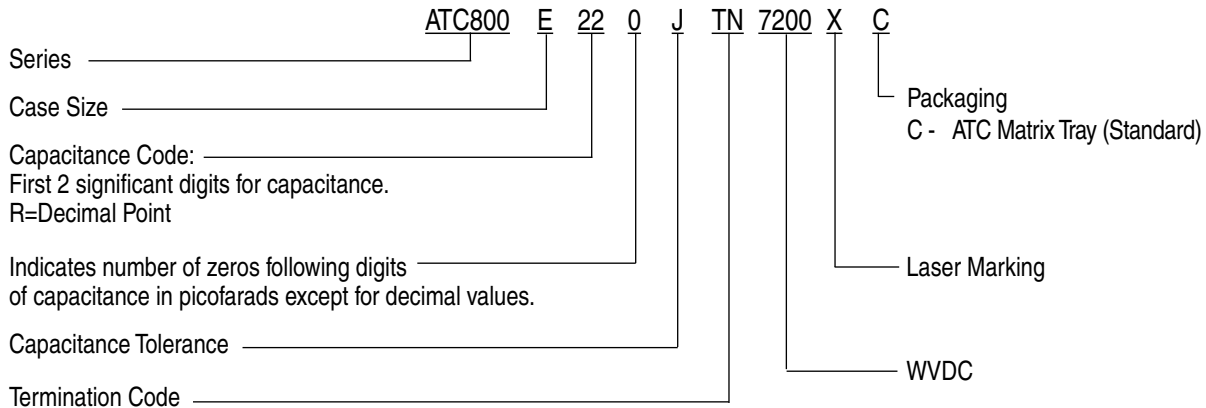 ATC800 E 22 0 J TN 7200 X C
Series
Case Size
Capacitance Code:
First 2 significant digits for capacitance.
R=Decimal Point
Indicates number of zeros following digits
of capacitance in picofarads except for decimal values.
Capacitance Tolerance
Termination Code
Packaging
C - ATC Matrix Tray (Standard)
Laser Marking
WVDC